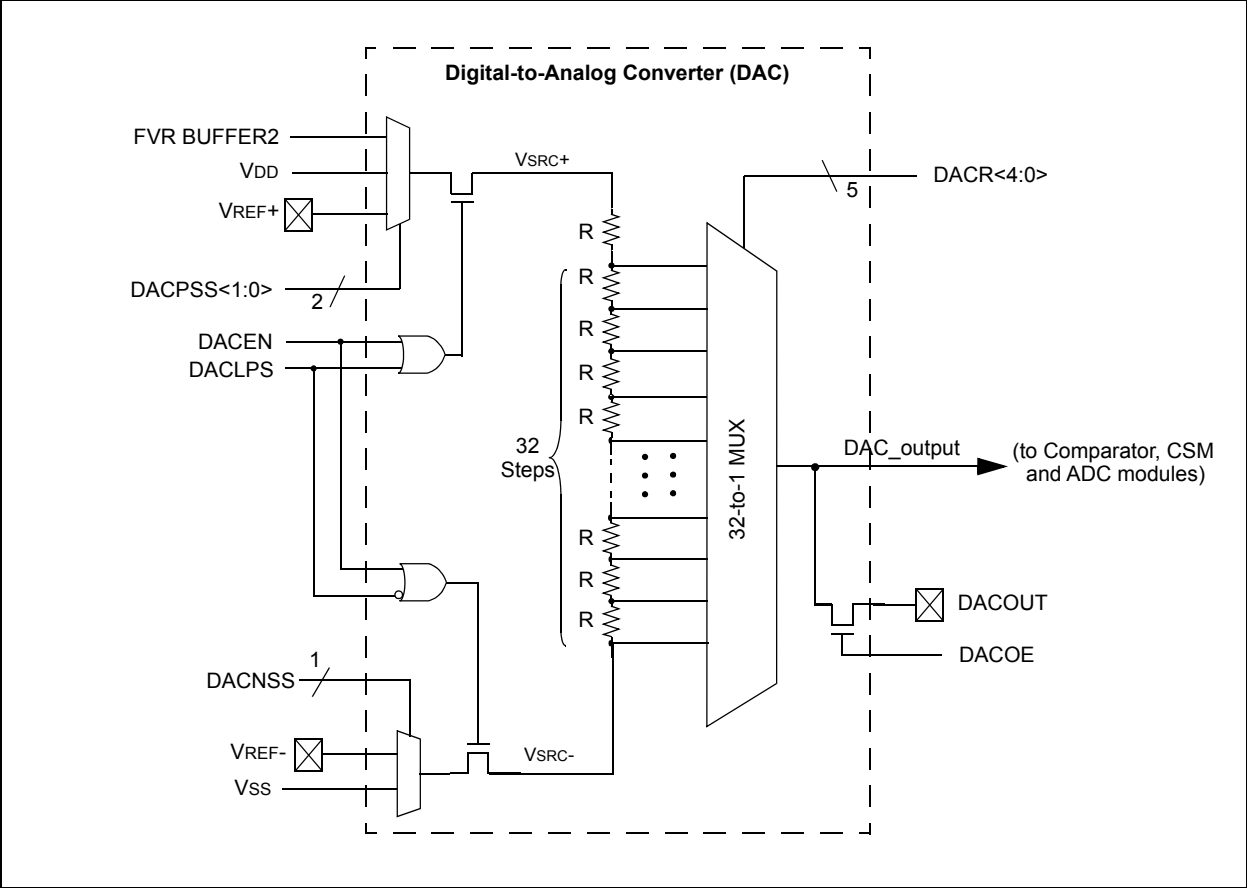 Digital-to-Analog Converter (DAC)
FVR BUFFER2
VDD
VREF+
VSRC+
DACR<4:0>
5
DACPSS<1:0>
2
DACEN
DACLPS
R
R
R
R
R
32
Steps
32-to-1 MUX
DAC_output
(to Comparator, CSM
and ADC modules)
R
R
R
DACOUT
DACOE
DACNSS
1
VREF-
VSRC-
VSS